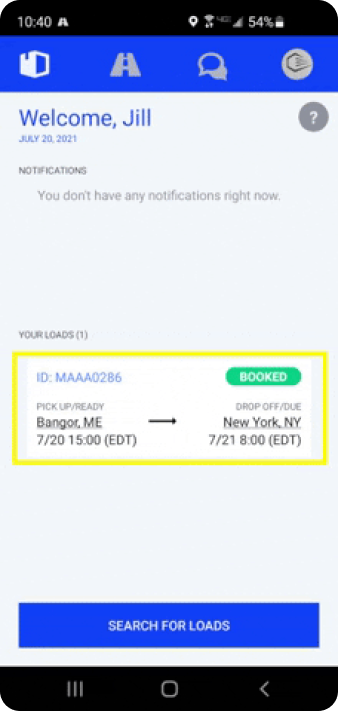 10:40
54%
Welcome, Jill
JULY 20, 2021
?
NOTIFICATIONS
You don't have any notifications right now.
YOUR LOADS (1)
ID: MAAA0286 BOOKED
PICK UP/READY DROP OFF/DUE
Bangor, ME New York, NY
7/20 15:00 (EDT) 7/21 8:00 (EDT)
SEARCH FOR LOADS